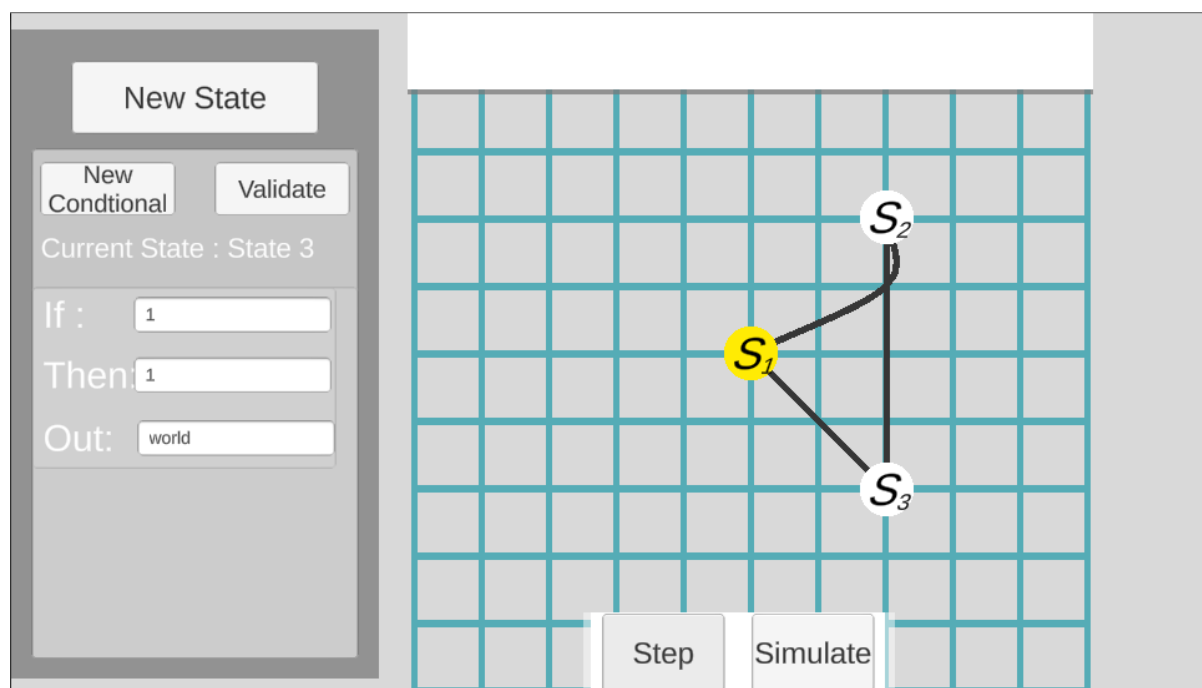 New State
New
Condtional
Validate
Current State : State 3
If :
1
Then:
1
Out:
world
S2
S1
S3
Step
Simulate